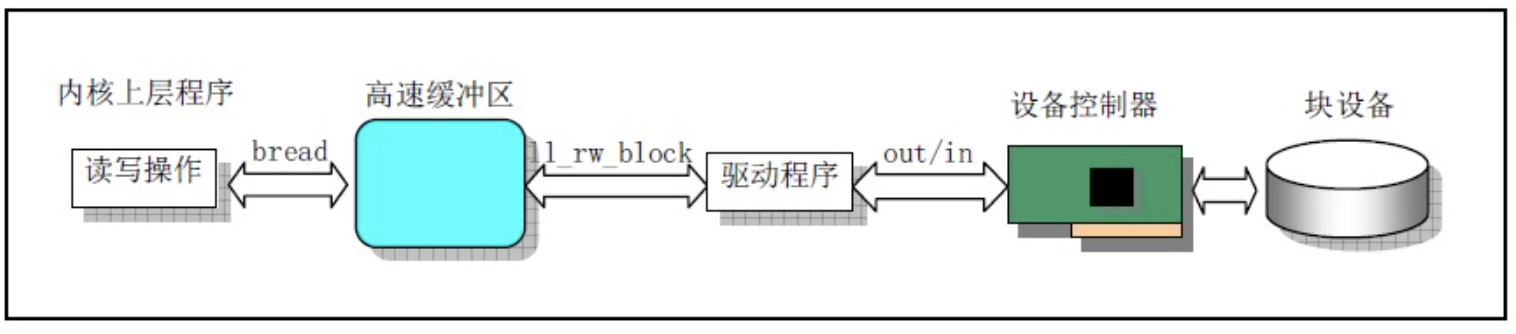 内核上层程序
高速缓冲区
设备控制器
块设备
读写操作
bread
ll_rw_block
驱动程序
out/in